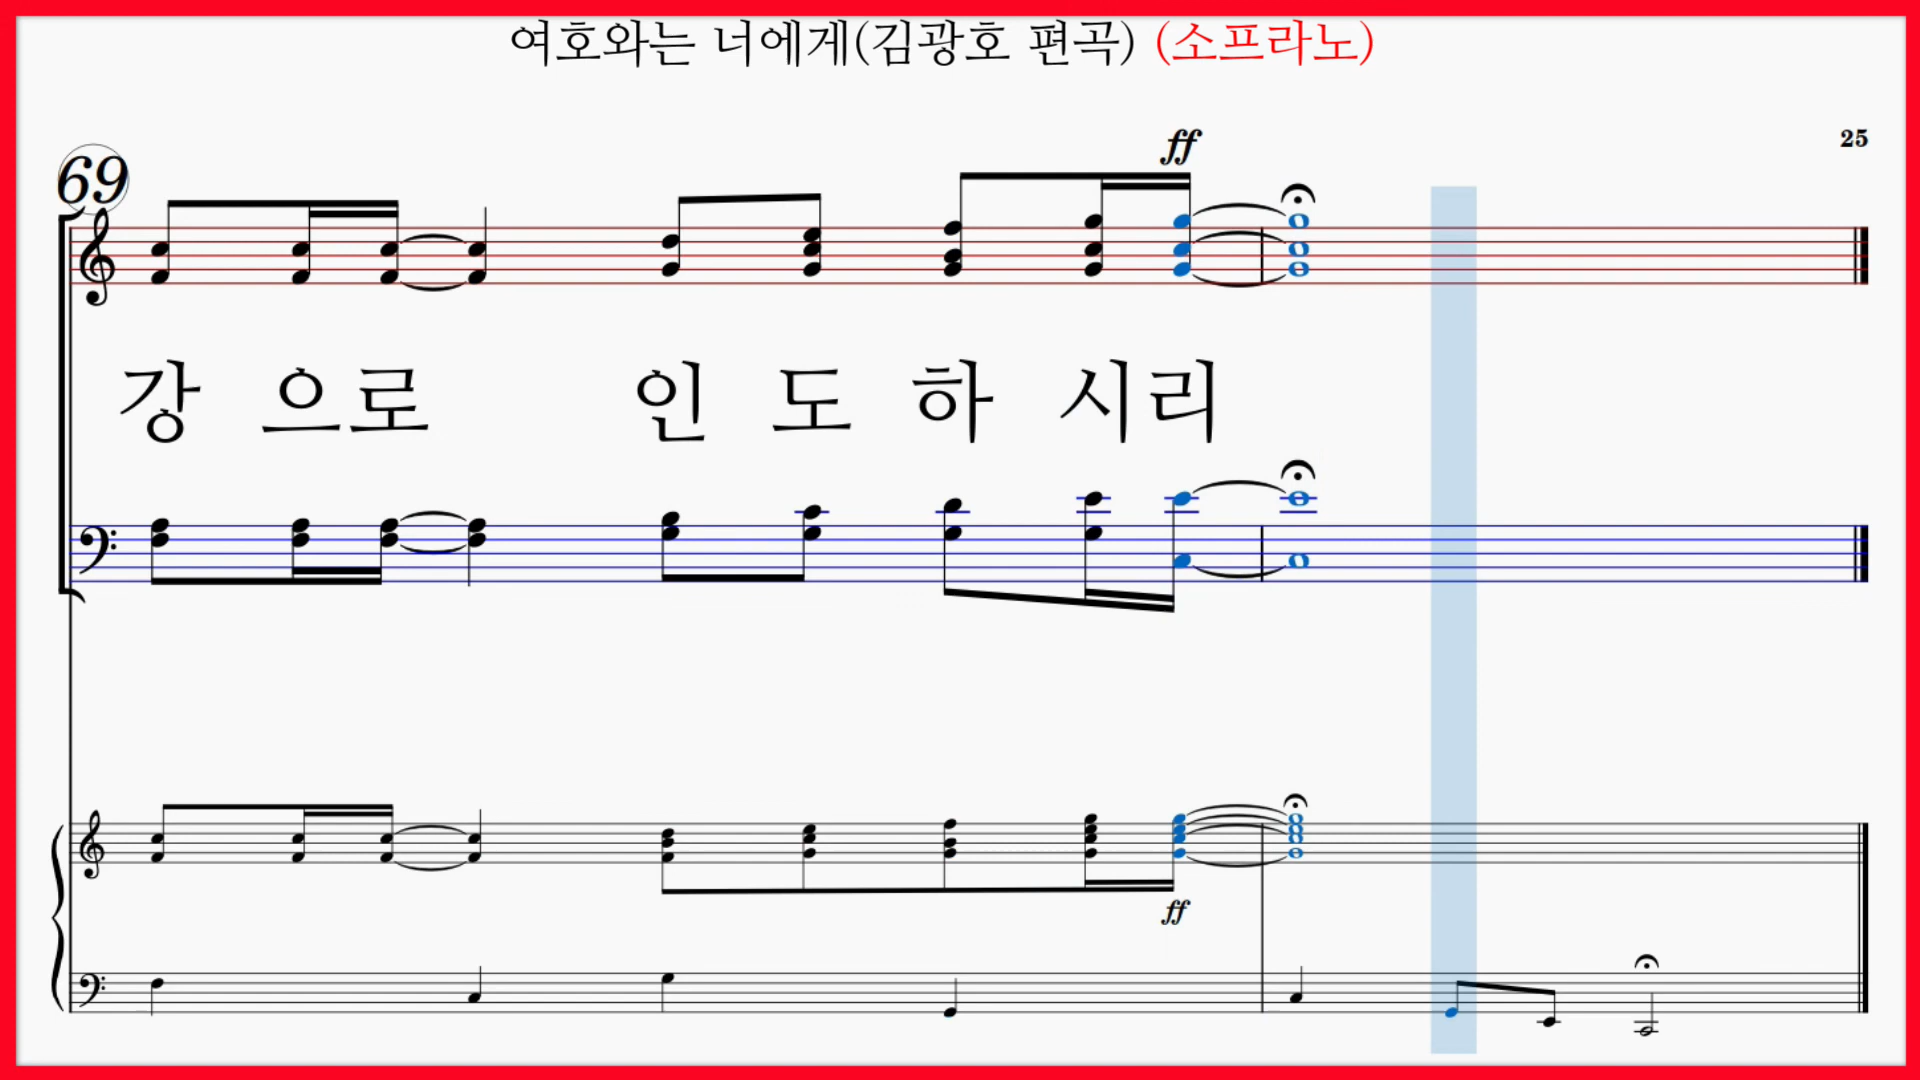 여호와는 너에게(김광호 편곡) (소프라노)
25
69
ff
강 으로 인 도 하 시리
ff